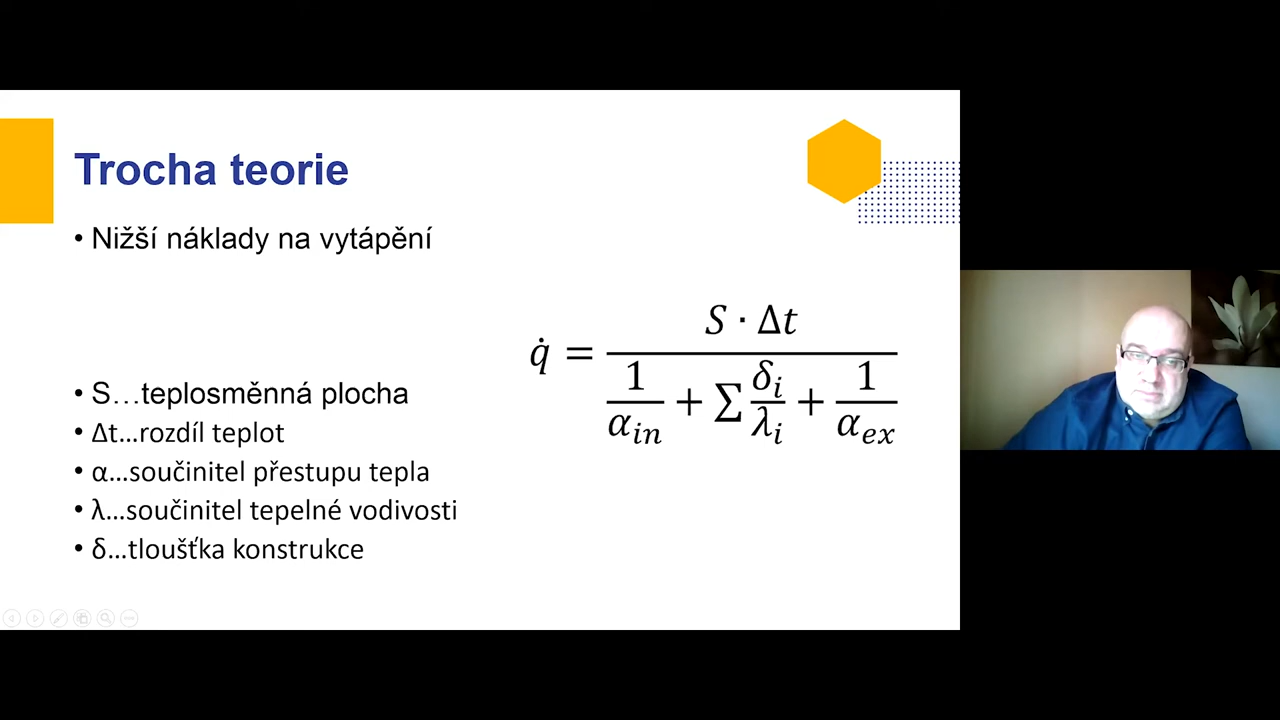 Trocha teorie
• Nižší náklady na vytápění
q̇ = S · Δt / (1/α_in + ∑ δ_i/λ_i + 1/α_ex)
• S…teplosměnná plocha
• Δt…rozdíl teplot
• α…součinitel přestupu tepla
• λ…součinitel tepelné vodivosti
• δ…tloušťka konstrukce